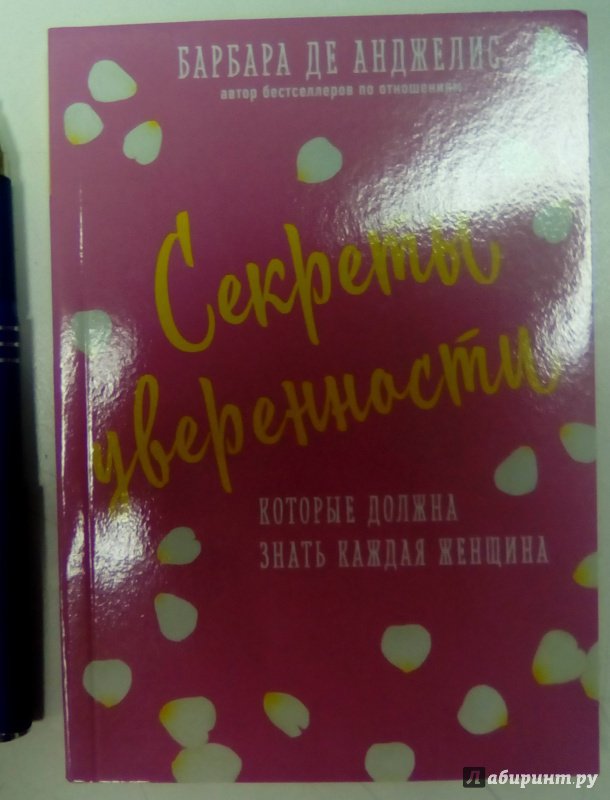 БАРБАРА ДЕ АНДЖЕЛИС
автор бестселлеров по отношениям
Секреты
уверенности
КОТОРЫЕ ДОЛЖНА
ЗНАТЬ КАЖДАЯ ЖЕНЩИНА
Лабиринт.ру